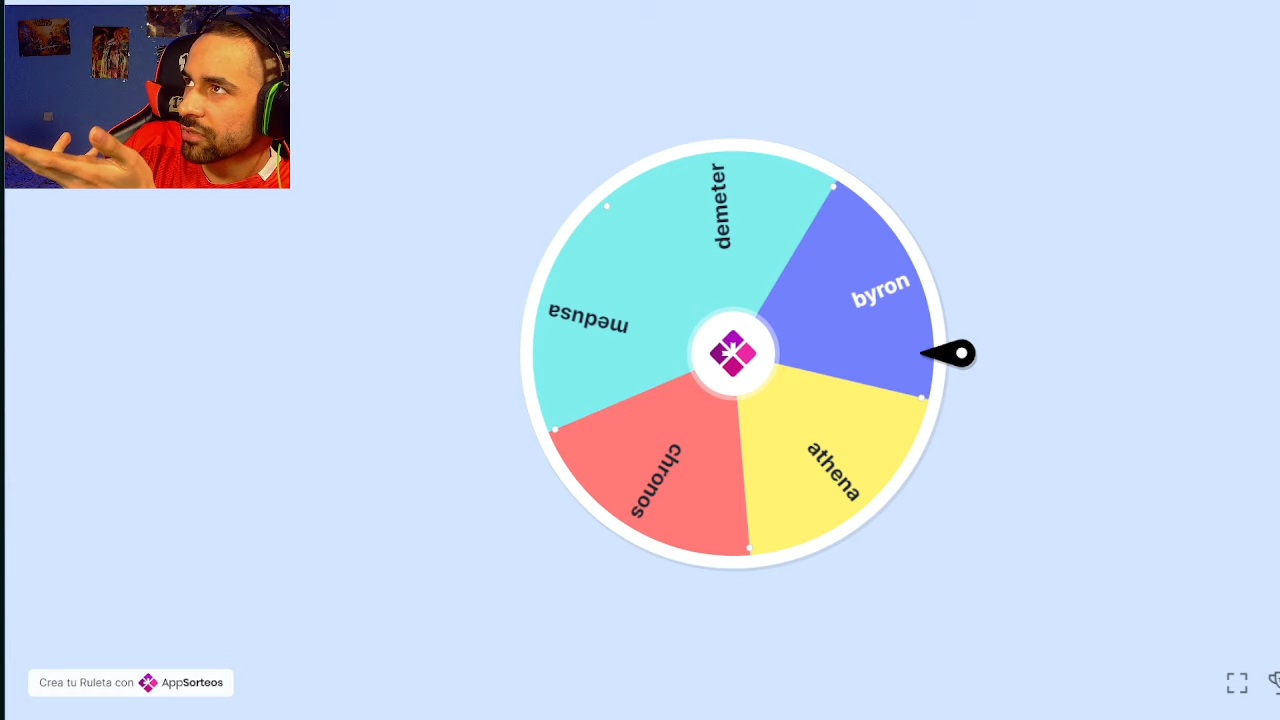 demeter
byron
medusa
athena
chronos
Crea tu Ruleta con AppSorteos